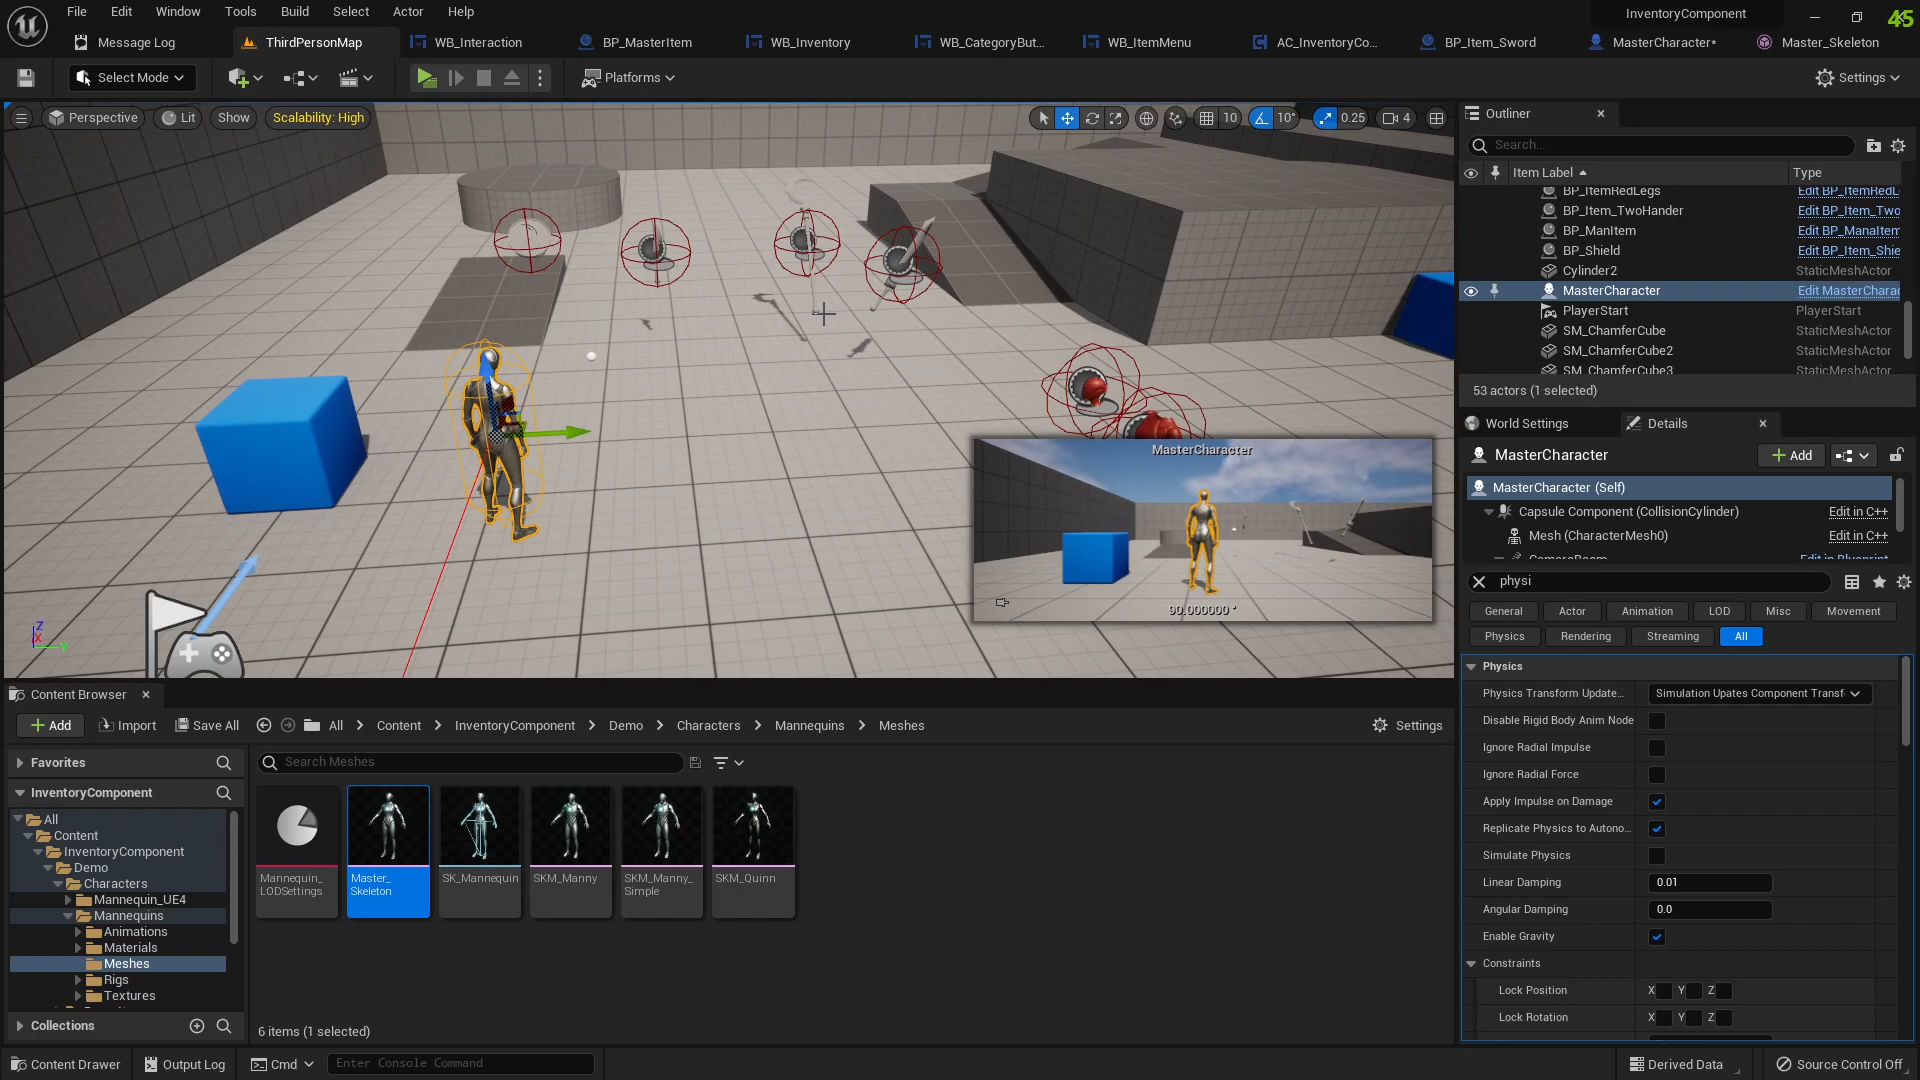 File Edit Window Tools Build Select Actor Help
InventoryComponent
45
Message Log ThirdPersonMap WB_Interaction BP_MasterItem WB_Inventory WB_CategoryBut... WB_ItemMenu AC_InventoryCo... BP_Item_Sword MasterCharacter* Master_Skeleton
Select Mode Platforms Settings
Perspective Lit Show Scalability: High 10 10° 0.25 4
MasterCharacter
90.000000 °
Z
X
Y
Outliner
Search...
Item Label Type
BP_ItemRedLegs Edit BP_ItemRedL
BP_Item_TwoHander Edit BP_Item_Two
BP_ManItem Edit BP_ManaItem
BP_Shield Edit BP_Item_Shie
Cylinder2 StaticMeshActor
MasterCharacter Edit MasterCharac
PlayerStart PlayerStart
SM_ChamferCube StaticMeshActor
SM_ChamferCube2 StaticMeshActor
SM_ChamferCube3 StaticMeshActor
53 actors (1 selected)
World Settings Details
MasterCharacter Add
MasterCharacter (Self)
Capsule Component (CollisionCylinder) Edit in C++
Mesh (CharacterMesh0) Edit in C++
CameraBoom Edit in Blueprint
physi
General Actor Animation LOD Misc Movement
Physics Rendering Streaming All
Physics
Physics Transform Update... Simulation Upates Component Transf
Disable Rigid Body Anim Node
Ignore Radial Impulse
Ignore Radial Force
Apply Impulse on Damage
Replicate Physics to Autono...
Simulate Physics
Linear Damping 0.01
Angular Damping 0.0
Enable Gravity
Constraints
Lock Position X Y Z
Lock Rotation X Y Z
Content Browser
Add Import Save All All Content InventoryComponent Demo Characters Mannequins Meshes Settings
Favorites
InventoryComponent
All
Content
InventoryComponent
Demo
Characters
Mannequin_UE4
Mannequins
Animations
Materials
Meshes
Rigs
Textures
Collections
Search Meshes
Mannequin_
LODSettings
Master_
Skeleton
SK_Mannequin
SKM_Manny
SKM_Manny_
Simple
SKM_Quinn
6 items (1 selected)
Content Drawer Output Log Cmd Enter Console Command Derived Data Source Control Off